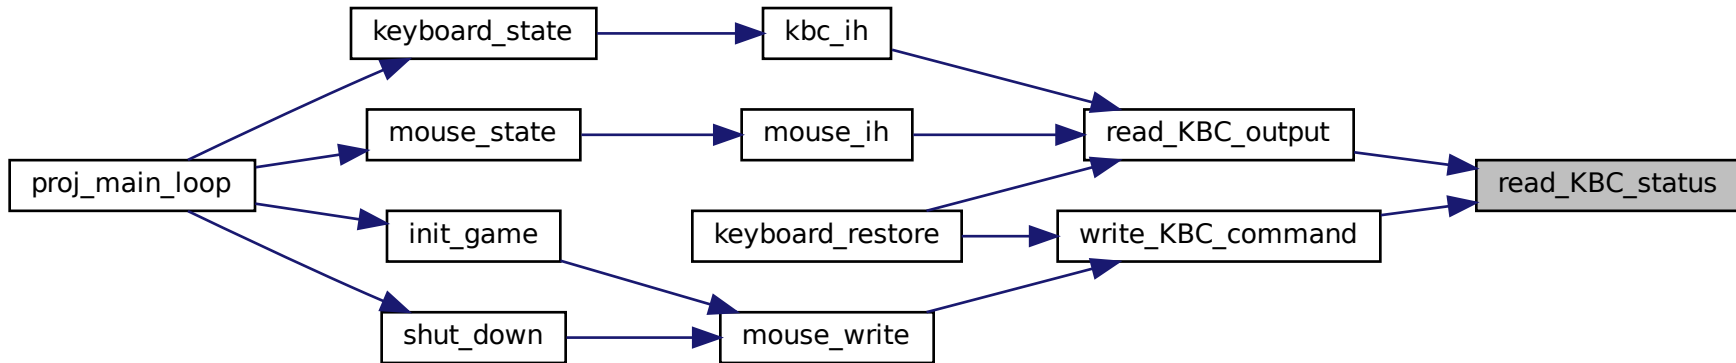 keyboard_state
kbc_ih
mouse_state
mouse_ih
read_KBC_output
proj_main_loop
read_KBC_status
init_game
keyboard_restore
write_KBC_command
shut_down
mouse_write